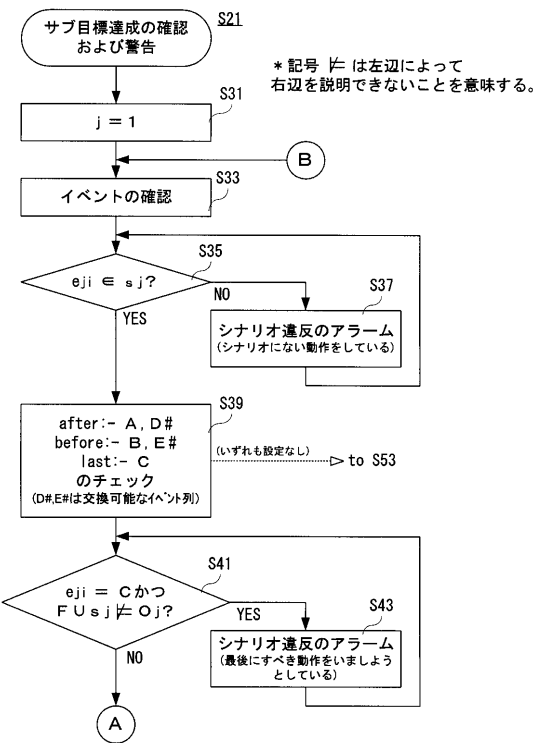 サブ目標達成の確認
および警告
S21
*記号 ⊭ は左辺によって
右辺を説明できないことを意味する。
S31
j=1
B
S33
イベントの確認
S35
eji ∈ sj?
NO
YES
S37
シナリオ違反のアラーム
(シナリオにない動作をしている)
S39
after:- A, D#
before:- B, E#
last:- C
のチェック
(D#,E#は交換可能なイベント列)
(いずれも設定なし)
to S53
S41
eji = Cかつ
F∪sj⊭Oj?
YES
NO
S43
シナリオ違反のアラーム
(最後にすべき動作をいましよう
としている)
A